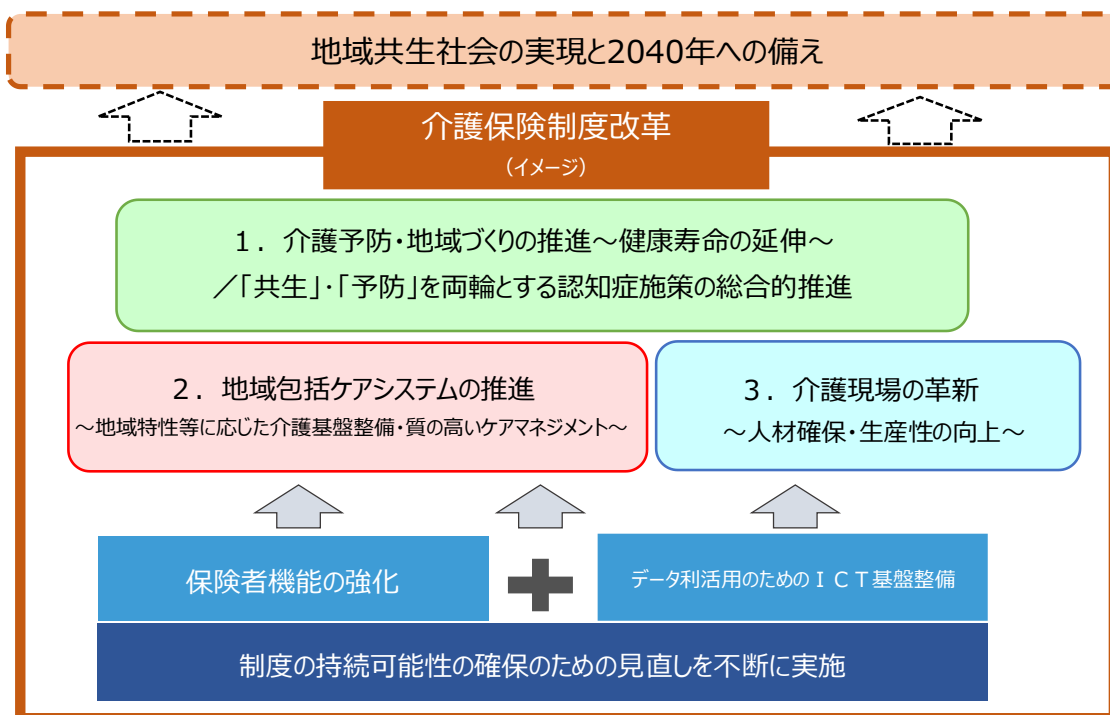 地域共生社会の実現と2040年への備え
介護保険制度改革
(イメージ)
1．介護予防・地域づくりの推進～健康寿命の延伸～
／「共生」・「予防」を両輪とする認知症施策の総合的推進
2．地域包括ケアシステムの推進
～地域特性等に応じた介護基盤整備・質の高いケアマネジメント～
3．介護現場の革新
～人材確保・生産性の向上～
保険者機能の強化
データ利活用のためのＩＣＴ基盤整備
制度の持続可能性の確保のための見直しを不断に実施